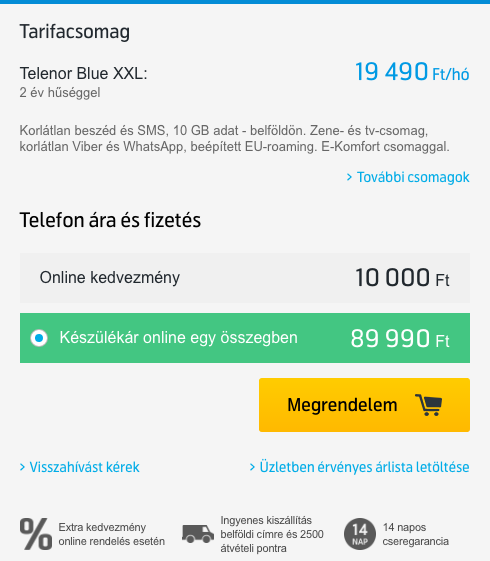 Tarifacsomag
Telenor Blue XXL: 19 490 Ft/hó
2 év hűséggel
Korlátlan beszéd és SMS, 10 GB adat - belföldön. Zene- és tv-csomag,
korlátlan Viber és WhatsApp, beépített EU-roaming. E-Komfort csomaggal.
> További csomagok
Telefon ára és fizetés
Online kedvezmény 10 000 Ft
Készülékár online egy összegben 89 990 Ft
Megrendelem
> Visszahívást kérek > Üzletben érvényes árlista letöltése
%
Extra kedvezmény
online rendelés esetén
Ingyenes kiszállítás
belföldi címre és 2500
átvételi pontra
14
NAP
14 napos
cseregarancia